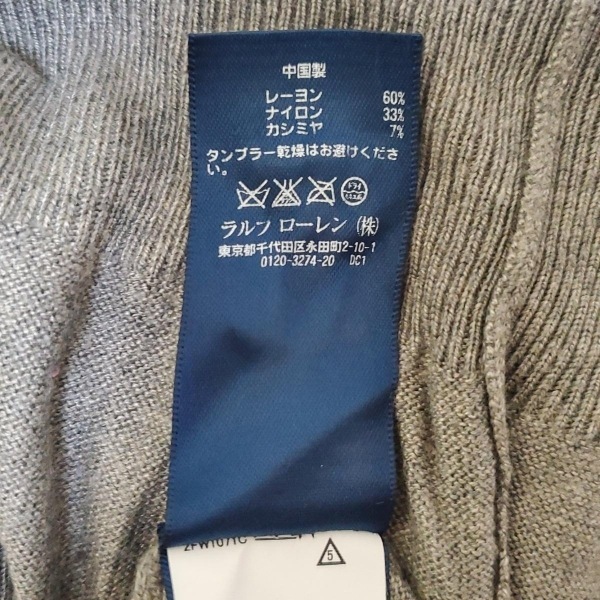 中国製
レーヨン 60%
ナイロン 33%
カシミヤ 7%
タンブラー乾燥はお避けくださ
い。
ドライ
ラルフ ローレン (株)
東京都千代田区永田町2-10-1
0120-3274-20 DC1
5